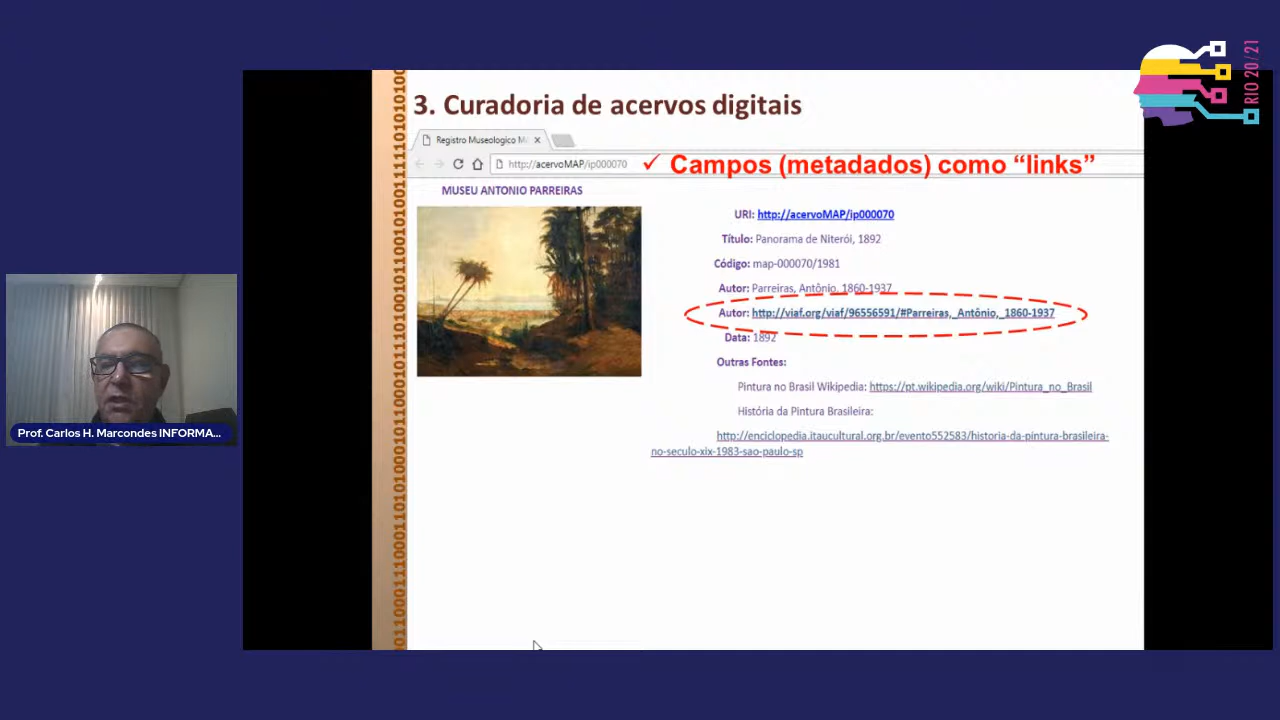 RIO 20/21
3. Curadoria de acervos digitais
Registro Museologico M
http://acervoMAP/ip000070
✓ Campos (metadados) como “links”
MUSEU ANTONIO PARREIRAS
URI: http://acervoMAP/ip000070
Título: Panorama de Niterói, 1892
Código: map-000070/1981
Autor: Parreiras, Antônio, 1860-1937
Autor: http://viaf.org/viaf/96556591/#Parreiras,_Antônio,_1860-1937
Data: 1892
Outras Fontes:
Pintura no Brasil Wikipedia: https://pt.wikipedia.org/wiki/Pintura_no_Brasil
História da Pintura Brasileira:
http://enciclopedia.itaucultural.org.br/evento552583/historia-da-pintura-brasileira-
no-seculo-xix-1983-sao-paulo-sp
Prof. Carlos H. Marcondes INFORMA...